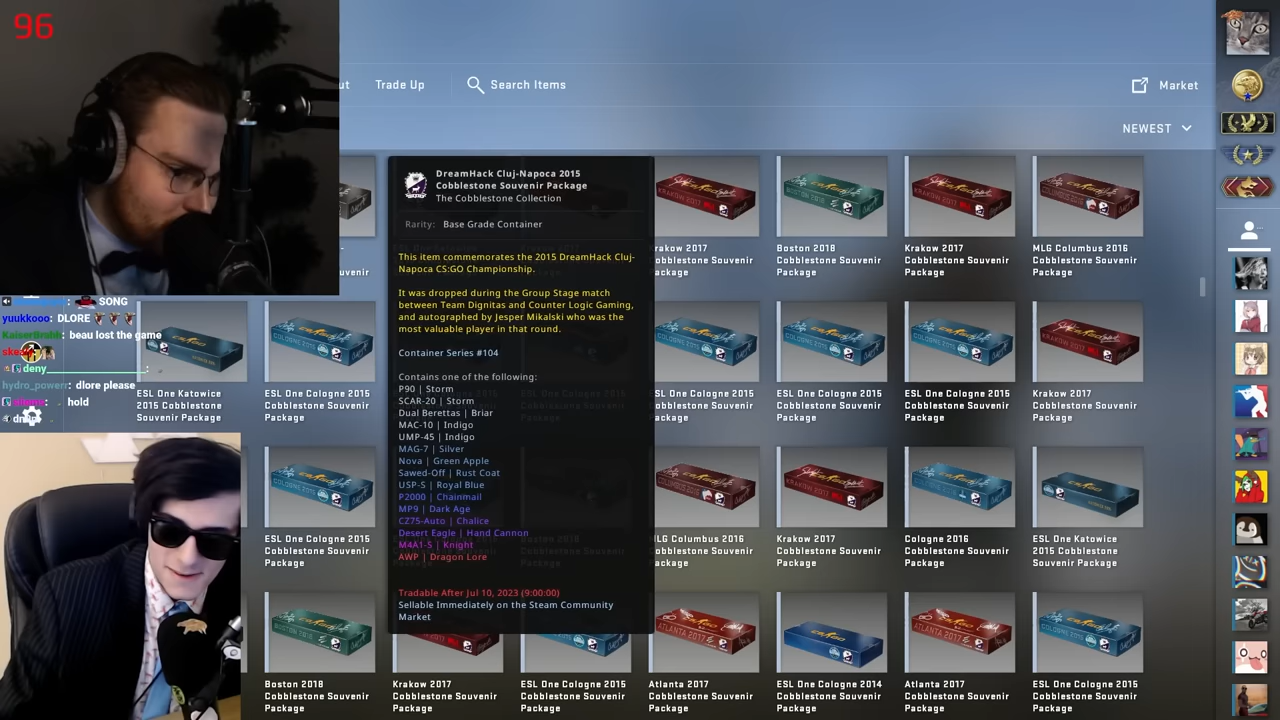 96
ut
Trade Up
Search Items
Market
NEWEST
DreamHack Cluj-Napoca 2015
Cobblestone Souvenir Package
The Cobblestone Collection
Rarity: Base Grade Container
This item commemorates the 2015 DreamHack Cluj-
Napoca CS:GO Championship.
It was dropped during the Group Stage match
between Team Dignitas and Counter Logic Gaming,
and autographed by Jesper Mikalski who was the
most valuable player in that round.
Container Series #104
Contains one of the following:
P90 | Storm
SCAR-20 | Storm
Dual Berettas | Briar
MAC-10 | Indigo
UMP-45 | Indigo
MAG-7 | Silver
Nova | Green Apple
Sawed-Off | Rust Coat
USP-S | Royal Blue
P2000 | Chainmail
MP9 | Dark Age
CZ75-Auto | Chalice
Desert Eagle | Hand Cannon
M4A1-S | Knight
AWP | Dragon Lore
Tradable After Jul 10, 2023 (9:00:00)
Sellable Immediately on the Steam Community
Market
Krakow 2017
Cobblestone Souvenir
Package
Boston 2018
Cobblestone Souvenir
Package
Krakow 2017
Cobblestone Souvenir
Package
MLG Columbus 2016
Cobblestone Souvenir
Package
: SONG
yuukkooo: DLORE
KaiserBrohk: beau lost the game
deny_
:
hydro_powerr: dlore please
: hold
ESL One Katowice
2015 Cobblestone
Souvenir Package
ESL One Cologne 2015
Cobblestone Souvenir
Package
ESL One Cologne 2015
Cobblestone Souvenir
Package
ESL One Cologne 2015
Cobblestone Souvenir
Package
ESL One Cologne 2015
Cobblestone Souvenir
Package
Krakow 2017
Cobblestone Souvenir
Package
ESL One Cologne 2015
Cobblestone Souvenir
Package
MLG Columbus 2016
Cobblestone Souvenir
Package
Krakow 2017
Cobblestone Souvenir
Package
Cologne 2016
Cobblestone Souvenir
Package
ESL One Katowice
2015 Cobblestone
Souvenir Package
Boston 2018
Cobblestone Souvenir
Package
Krakow 2017
Cobblestone Souvenir
Package
ESL One Cologne 2015
Cobblestone Souvenir
Package
Atlanta 2017
Cobblestone Souvenir
Package
ESL One Cologne 2014
Cobblestone Souvenir
Package
Atlanta 2017
Cobblestone Souvenir
Package
ESL One Cologne 2015
Cobblestone Souvenir
Package